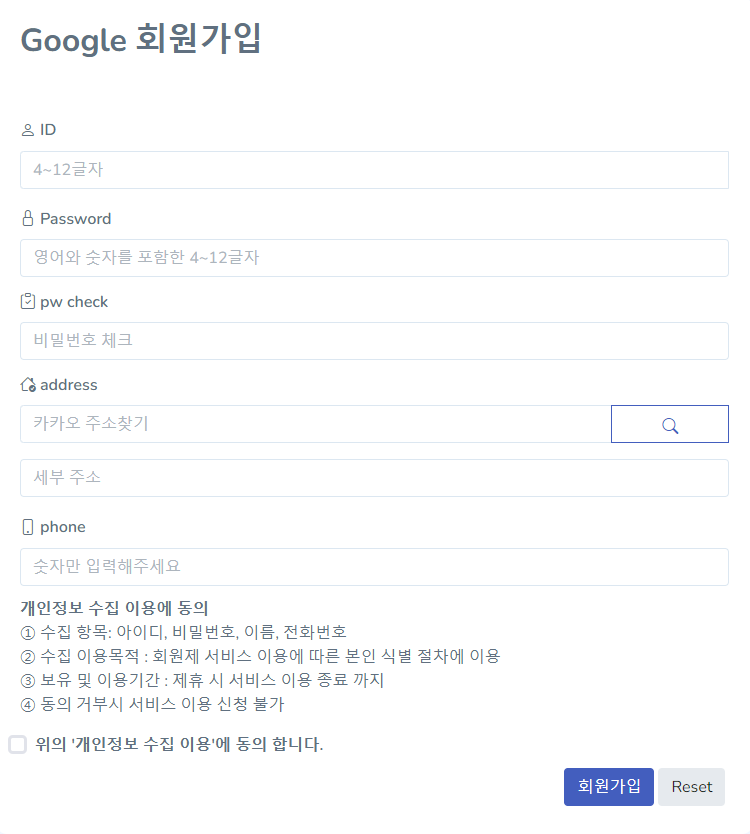 Google 회원가입
ID
4~12글자
Password
영어와 숫자를 포함한 4~12글자
pw check
비밀번호 체크
address
카카오 주소찾기
세부 주소
phone
숫자만 입력해주세요
개인정보 수집 이용에 동의
① 수집 항목: 아이디, 비밀번호, 이름, 전화번호
② 수집 이용목적 : 회원제 서비스 이용에 따른 본인 식별 절차에 이용
③ 보유 및 이용기간 : 제휴 시 서비스 이용 종료 까지
④ 동의 거부시 서비스 이용 신청 불가
위의 '개인정보 수집 이용'에 동의 합니다.
회원가입 Reset